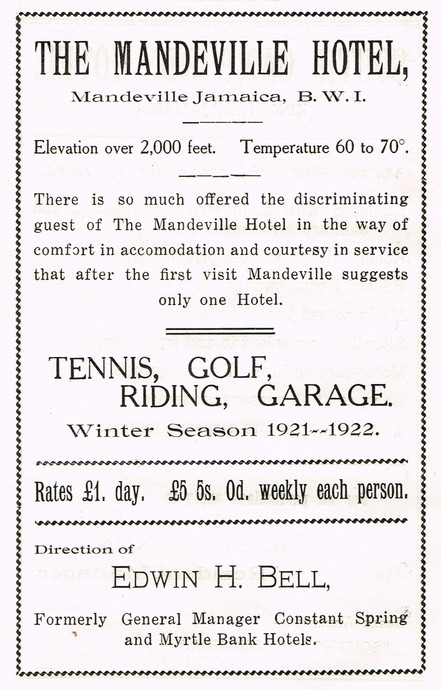 THE MANDEVILLE HOTEL,
Mandeville Jamaica, B. W. I.
Elevation over 2,000 feet. Temperature 60 to 70°.
There is so much offered the discriminating
guest of The Mandeville Hotel in the way of
comfort in accomodation and courtesy in service
that after the first visit Mandeville suggests
only one Hotel.
TENNIS, GOLF,
RIDING, GARAGE.
Winter Season 1921--1922.
Rates £1. day. £5 5s. 0d. weekly each person.
Direction of
EDWIN H. BELL,
Formerly General Manager Constant Spring
and Myrtle Bank Hotels.